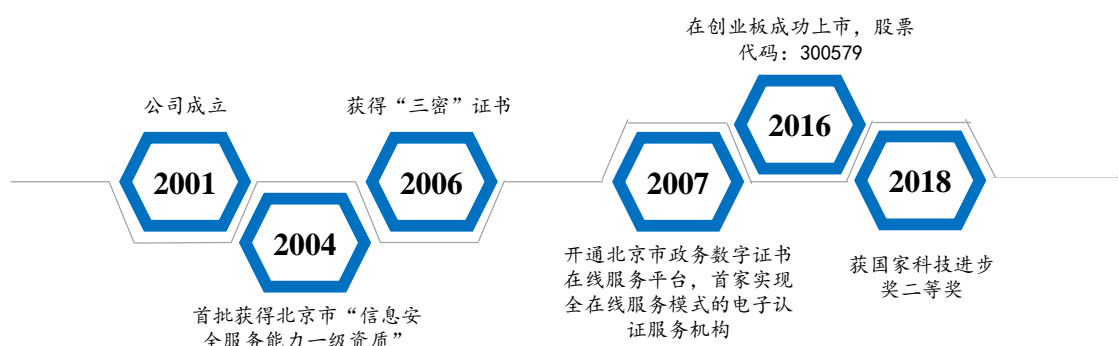 公司成立
2001
2004
首批获得北京市“信息安
全服务能力一级资质”
获得“三密”证书
2006
2007
开通北京市政务数字证书
在线服务平台，首家实现
全在线服务模式的电子认
证服务机构
在创业板成功上市，股票
代码：300579
2016
2018
获国家科技进步
奖二等奖